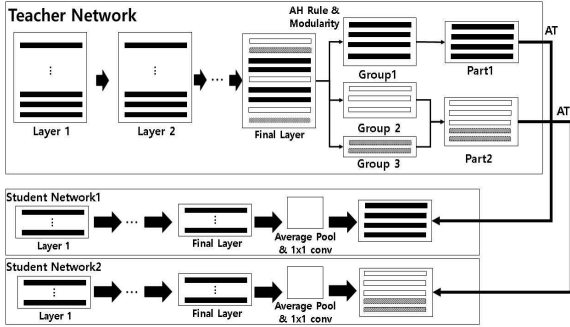 Teacher Network
AH Rule &
Modularity
AT
Group1
Part1
Layer 1
Layer 2
Final Layer
Group 2
Group 3
Part2
AT
Student Network1
Layer 1
Final Layer
Average Pool
& 1x1 conv
Student Network2
Layer 1
Final Layer
Average Pool
& 1x1 conv